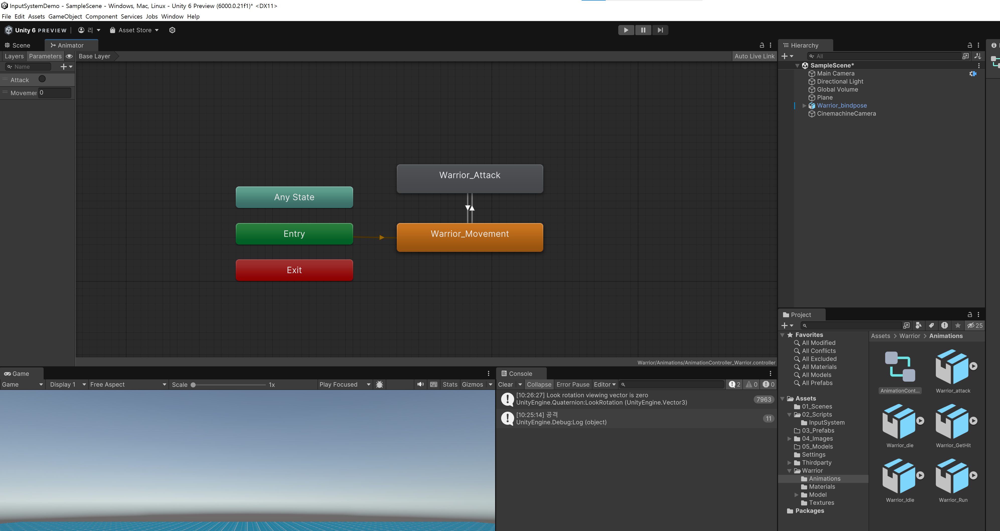 InputSystemDemo - SampleScene - Windows, Mac, Linux - Unity 6 Preview (6000.0.21f1)* <DX11>
File Edit Assets GameObject Component Services Jobs Window Help
Unity 6 PREVIEW 리 Asset Store
Scene Animator
Layers Parameters Base Layer Auto Live Link
Name
Attack
Movemer 0
Warrior_Attack
Any State
Entry
Warrior_Movement
Exit
Warrior/Animations/AnimationController_Warrior.controller
Hierarchy
All
SampleScene*
Main Camera
Directional Light
Global Volume
Plane
Warrior_bindpose
CinemachineCamera
Game
Game Display 1 Free Aspect Scale 1x Play Focused Stats Gizmos
Console
Clear Collapse Error Pause Editor 2 0 0
[10:26:27] Look rotation viewing vector is zero
UnityEngine.Quaternion:LookRotation (UnityEngine.Vector3)
7963
[10:25:14] 공격
UnityEngine.Debug:Log (object)
11
Project
25
Favorites
All Modified
All Conflicts
All Excluded
All Materials
All Models
All Prefabs
Assets
01_Scenes
02_Scripts
InputSystem
03_Prefabs
04_Images
05_Models
Settings
Thirdparty
Warrior
Animations
Materials
Model
Textures
Packages
Assets > Warrior > Animations
AnimationCont... Warrior_attack
Warrior_die Warrior_GetHit
Warrior_Idle Warrior_Run